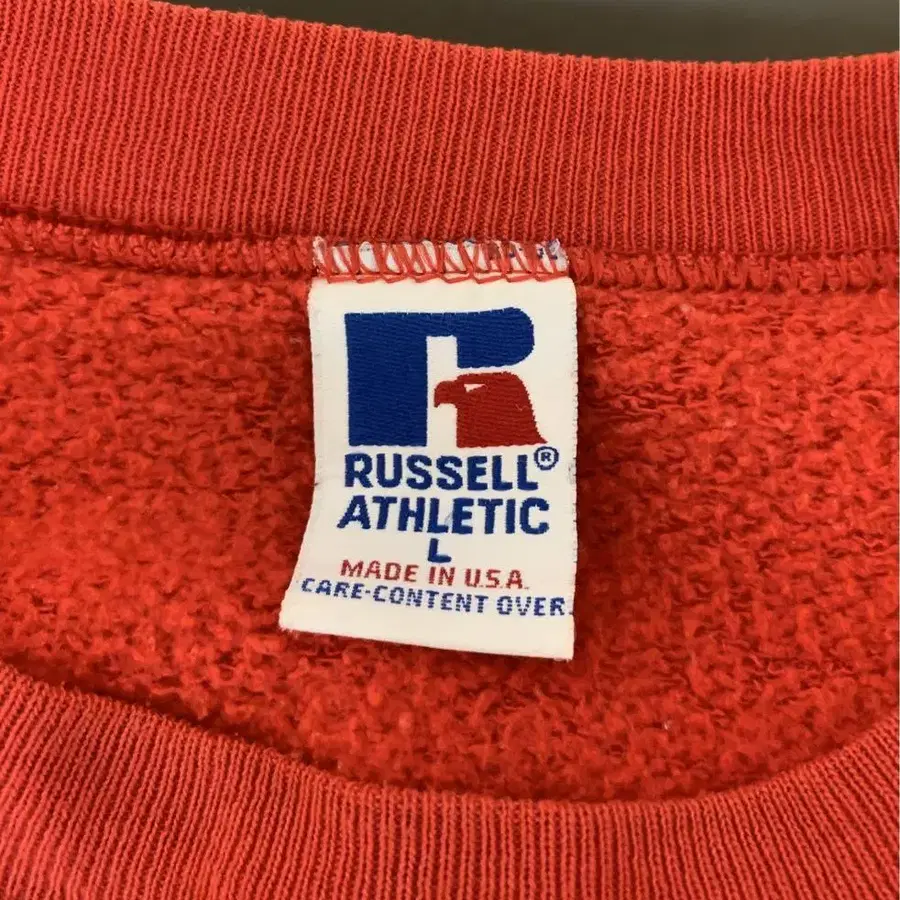 R
RUSSELL®
ATHLETIC
L
MADE IN U.S.A.
CARE-CONTENT OVER